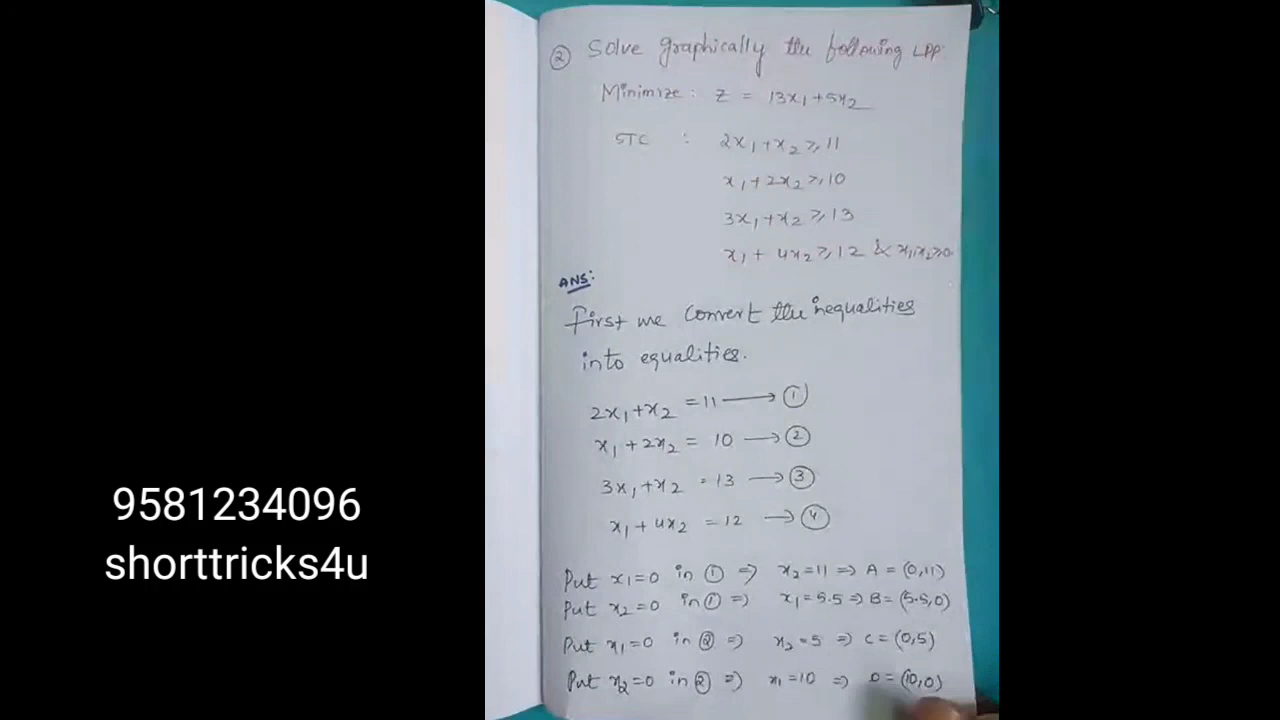 ② Solve graphically the following LPP:
Minimize: Z = 13x₁+5x₂
STC : 2x₁+x₂≥11
x₁+2x₂≥10
3x₁+x₂≥13
x₁+4x₂≥12 & x₁,x₂≥0
ANS:
First we convert the inequalities
into equalities.
2x₁+x₂ = 11 → ①
x₁+2x₂ = 10 → ②
3x₁+x₂ = 13 → ③
x₁+4x₂ = 12 → ④
Put x₁=0 in ① ⇒ x₂=11 ⇒ A = (0,11)
Put x₂=0 in ① ⇒ x₁=5.5 ⇒ B = (5.5,0)
Put x₁=0 in ② ⇒ x₂=5 ⇒ C = (0,5)
Put x₂=0 in ② ⇒ x₁=10 ⇒ D = (10,0)
9581234096
shorttricks4u